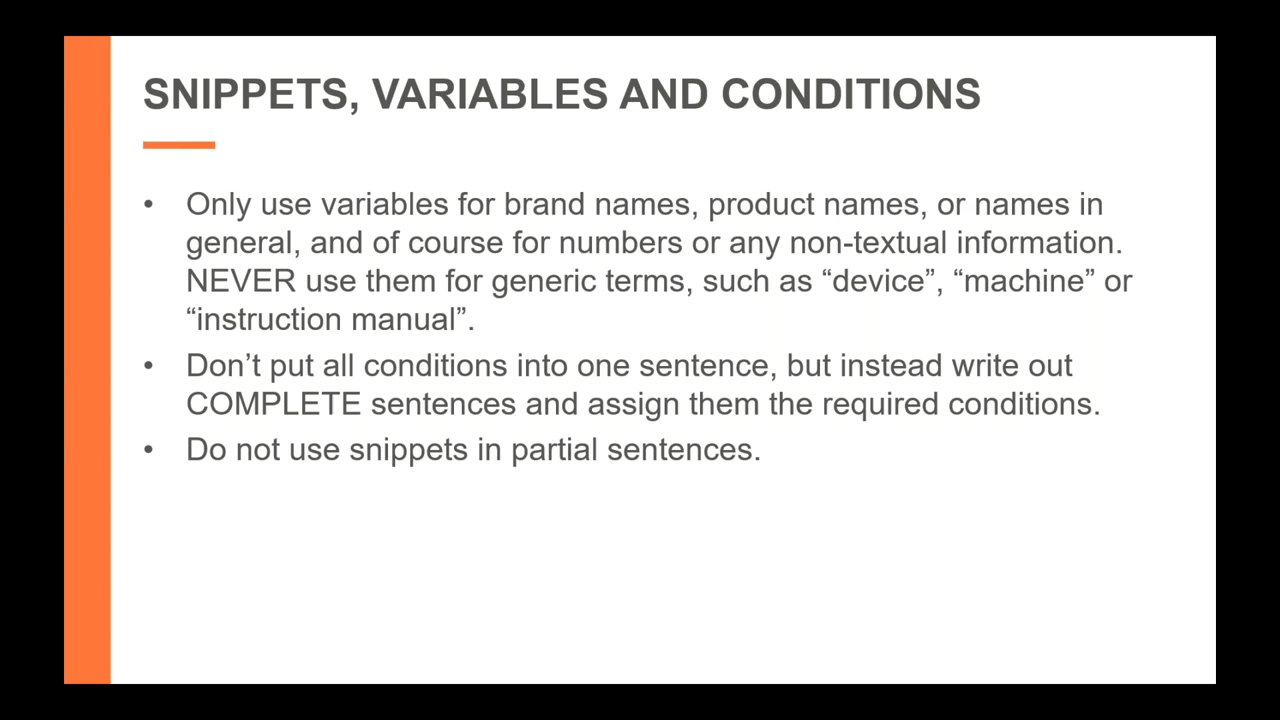 SNIPPETS, VARIABLES AND CONDITIONS
• Only use variables for brand names, product names, or names in
general, and of course for numbers or any non-textual information.
NEVER use them for generic terms, such as “device”, “machine” or
“instruction manual”.
• Don’t put all conditions into one sentence, but instead write out
COMPLETE sentences and assign them the required conditions.
• Do not use snippets in partial sentences.